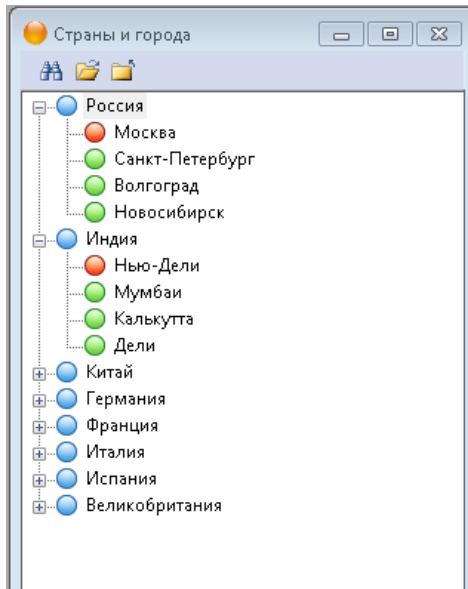 Страны и города
Россия
Москва
Санкт-Петербург
Волгоград
Новосибирск
Индия
Нью-Дели
Мумбаи
Калькутта
Дели
Китай
Германия
Франция
Италия
Испания
Великобритания